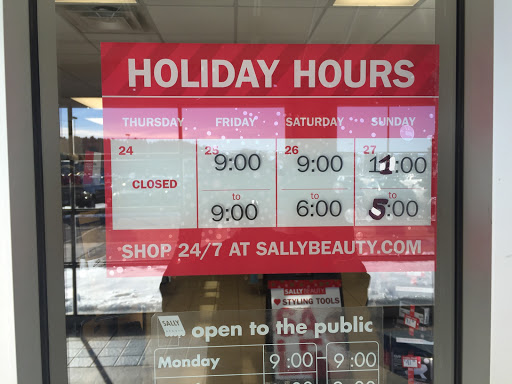 HOLIDAY HOURS
THURSDAY FRIDAY SATURDAY SUNDAY
24 25 26 27
CLOSED 9:00 9:00 11:00
to to to
9:00 6:00 5:00
SHOP 24/7 AT SALLYBEAUTY.COM
SALLYBEAUTY
STYLING TOOLS
SALLY
open to the public
Monday 9:00-9:00